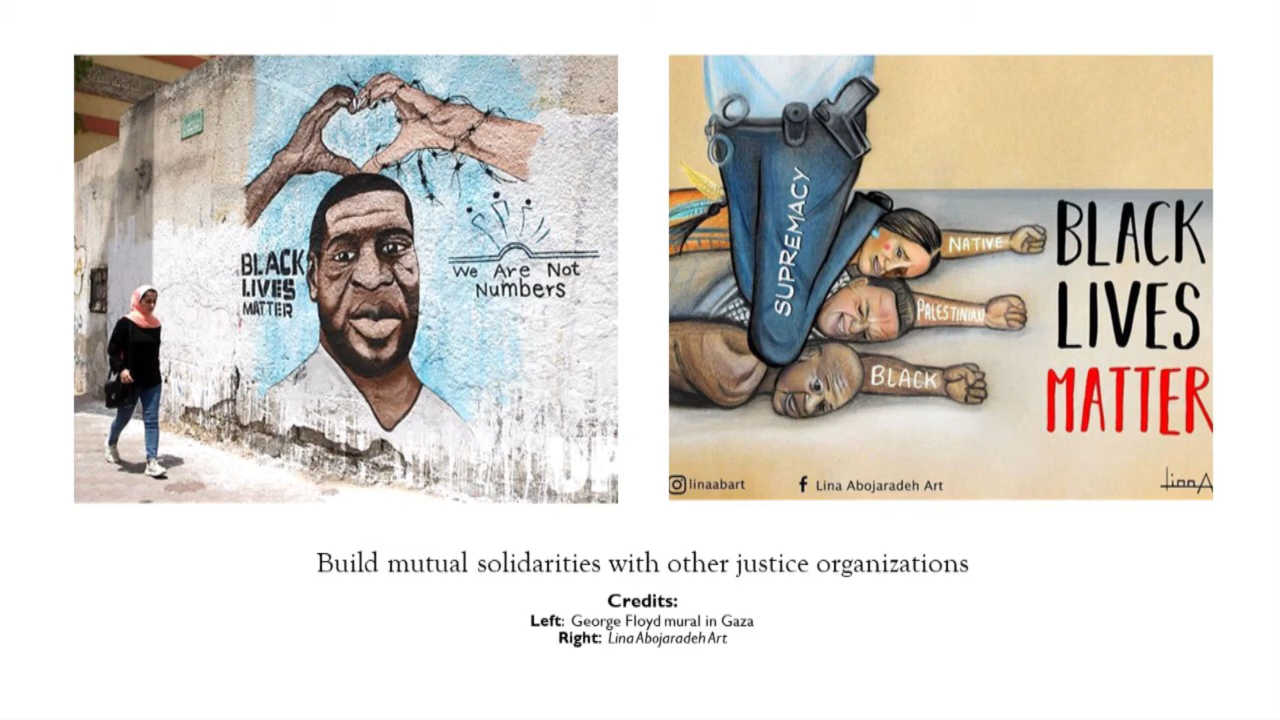 BLACK
LIVES
MATTER
We Are Not
Numbers
SUPREMACY
NATIVE
PALESTINIAN
BLACK
BLACK
LIVES
MATTER
linaabart
Lina Abojaradeh Art
LinaA
Build mutual solidarities with other justice organizations
Credits:
Left: George Floyd mural in Gaza
Right: Lina Abojaradeh Art